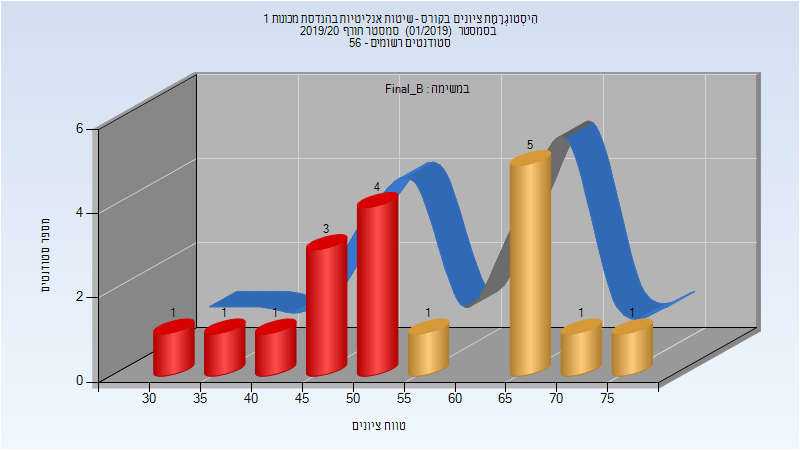 הִיסְטוֹגְרָמַת ציונים בקורס - שיטות אנליטיות בהנדסת מכונות 1
בסמסטר (01/2019) סמסטר חורף 2019/20
סטודנטים רשומים - 56
במשימה : Final_B
מספר סטודנטים
6
4
2
0
1
1
1
3
4
1
5
1
1
30 35 40 45 50 55 60 65 70 75
טווח ציונים